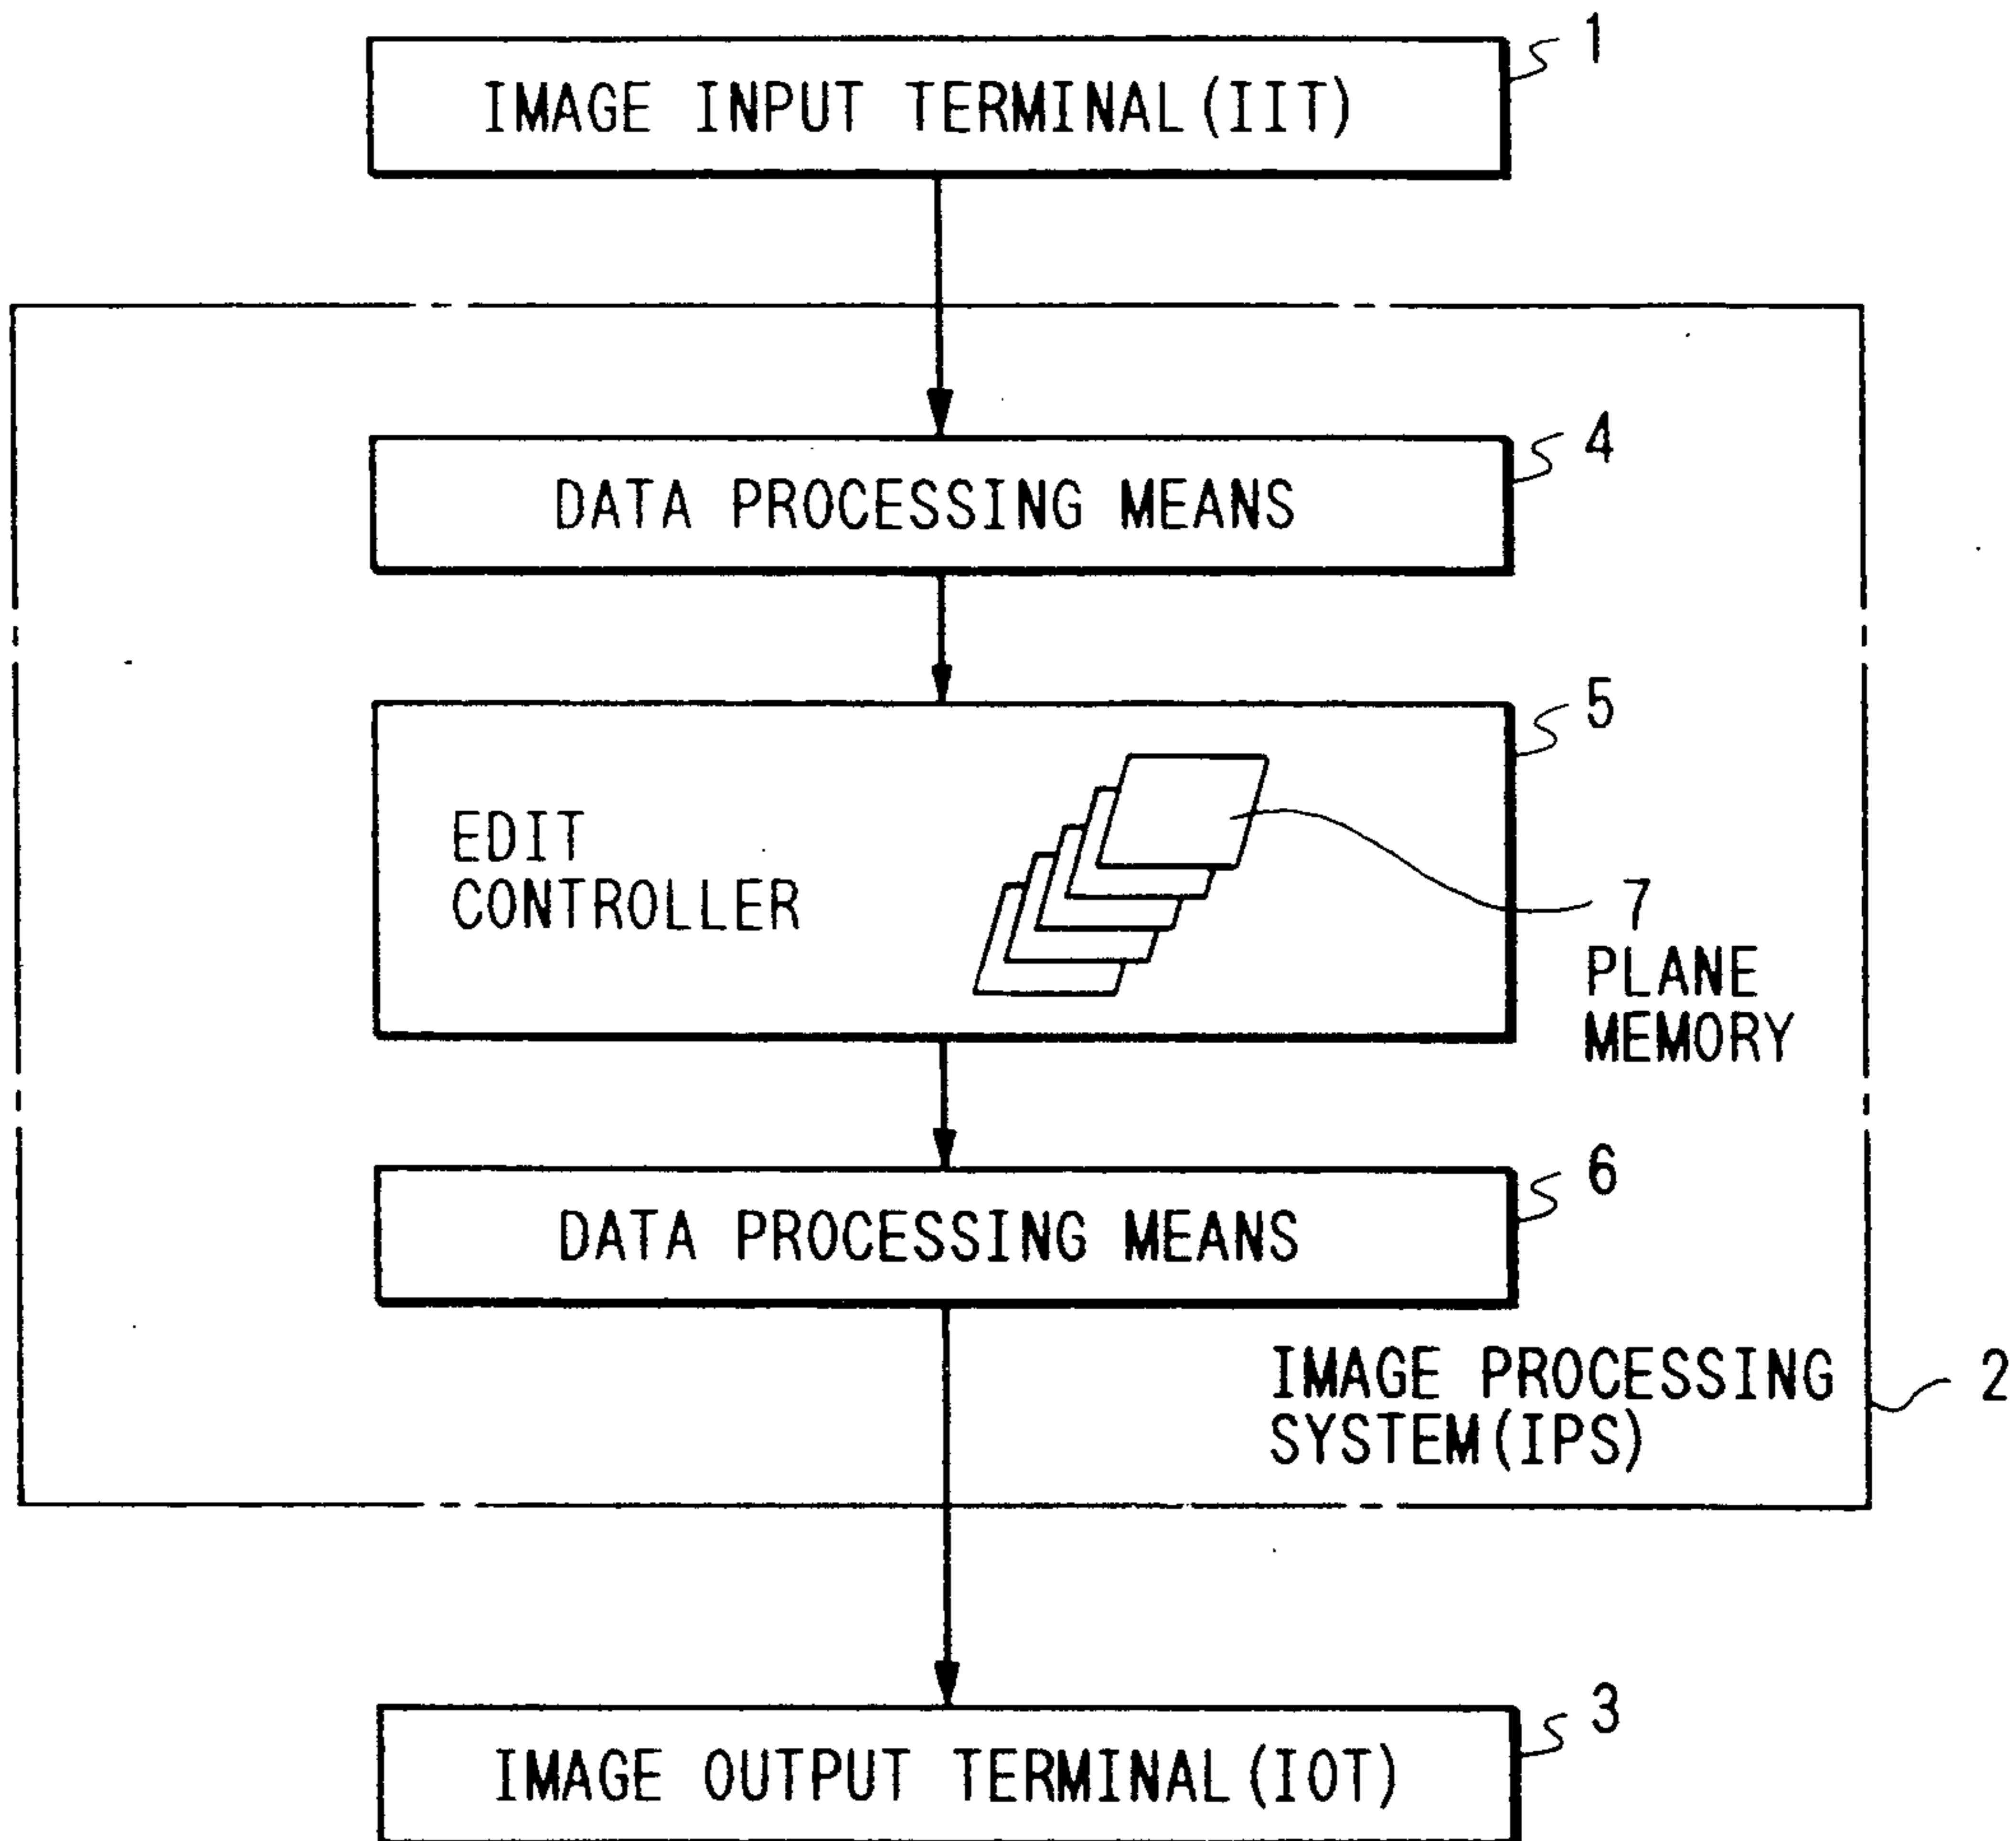 1
IMAGE INPUT TERMINAL(IIT)
4
DATA PROCESSING MEANS
5
EDIT
CONTROLLER
7
PLANE
MEMORY
6
DATA PROCESSING MEANS
IMAGE PROCESSING
SYSTEM(IPS)
2
3
IMAGE OUTPUT TERMINAL(IOT)